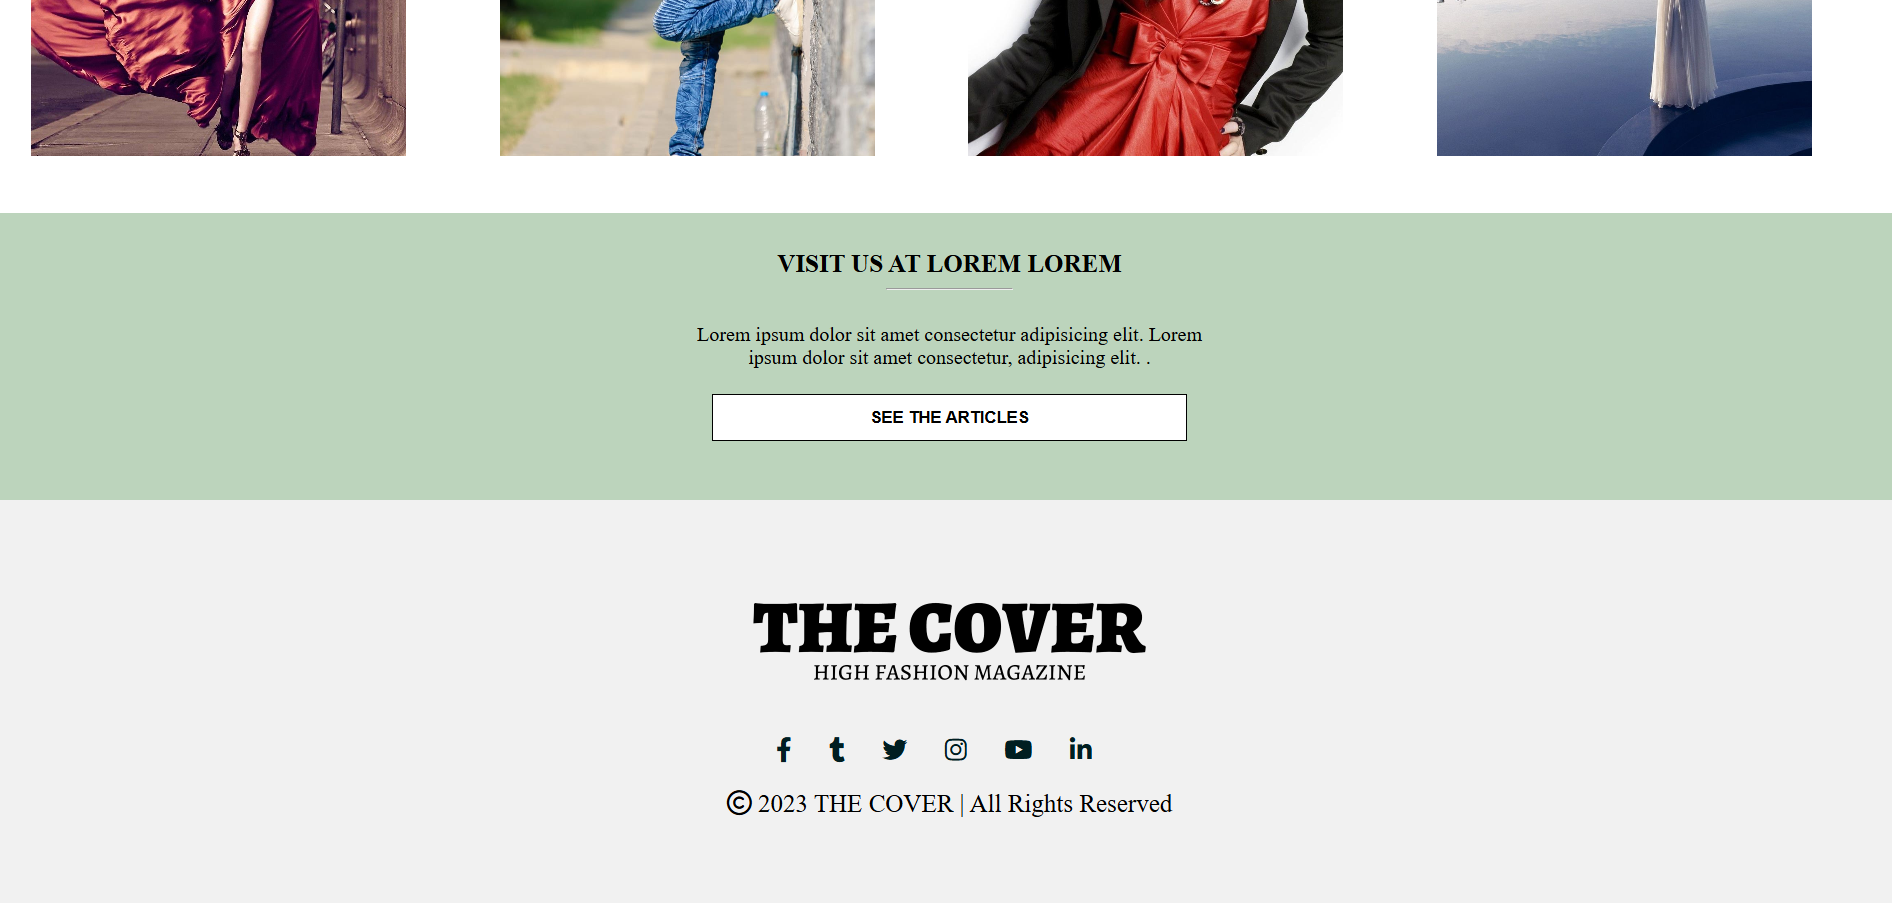 VISIT US AT LOREM LOREM
Lorem ipsum dolor sit amet consectetur adipisicing elit. Lorem
ipsum dolor sit amet consectetur, adipisicing elit. .
SEE THE ARTICLES
THE COVER
HIGH FASHION MAGAZINE
© 2023 THE COVER | All Rights Reserved